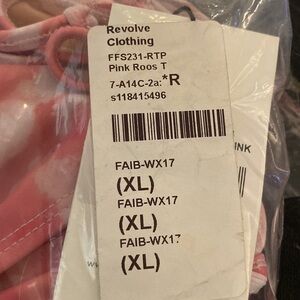 Revolve
Clothing
FFS231-RTP
Pink Roos T
7-A14C-2a:*R
s118415496
FAIB-WX17
(XL)
FAIB-WX17
(XL)
FAIB-WX17
(XL)
INK